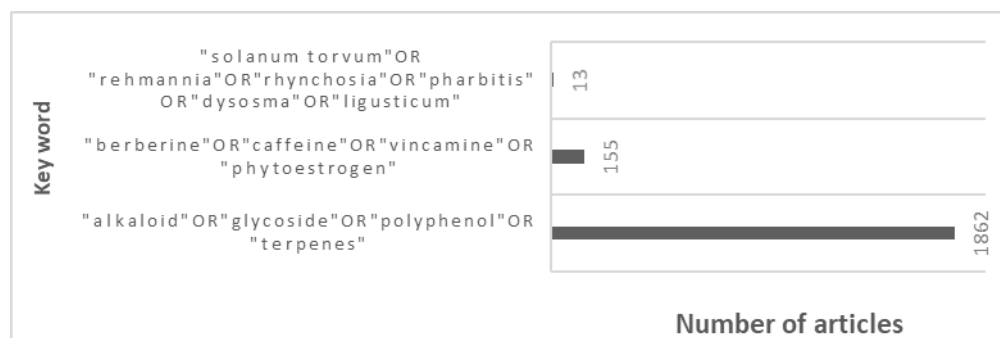 Key word
"solanum torvum"OR
"rehmannia"OR"rhynchosia"OR"pharbitis"
OR"dysosma"OR"ligusticum"
13
"berberine"OR"caffeine"OR"vincamine"OR
"phytoestrogen"
155
"alkaloid"OR"glycoside"OR"polyphenol"OR
"terpenes"
1862
Number of articles